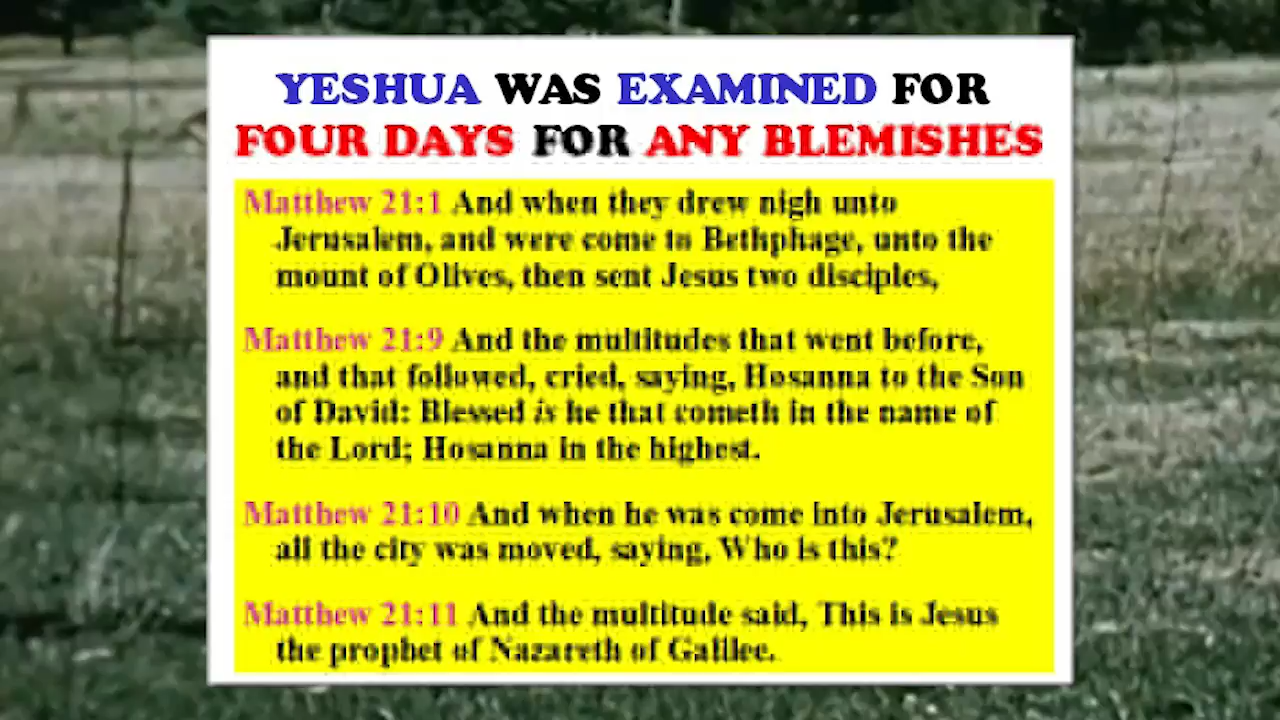 YESHUA WAS EXAMINED FOR
FOUR DAYS FOR ANY BLEMISHES
Matthew 21:1 And when they drew nigh unto
Jerusalem, and were come to Bethphage, unto the
mount of Olives, then sent Jesus two disciples,
Matthew 21:9 And the multitudes that went before,
and that followed, cried, saying, Hosanna to the Son
of David: Blessed is he that cometh in the name of
the Lord; Hosanna in the highest.
Matthew 21:10 And when he was come into Jerusalem,
all the city was moved, saying, Who is this?
Matthew 21:11 And the multitude said, This is Jesus
the prophet of Nazareth of Galilee.